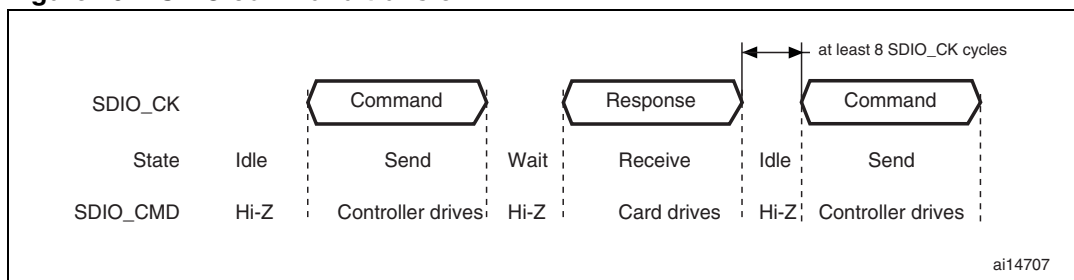 at least 8 SDIO_CK cycles
SDIO_CK Command Response Command
State Idle Send Wait Receive Idle Send
SDIO_CMD Hi-Z Controller drives Hi-Z Card drives Hi-Z Controller drives
ai14707